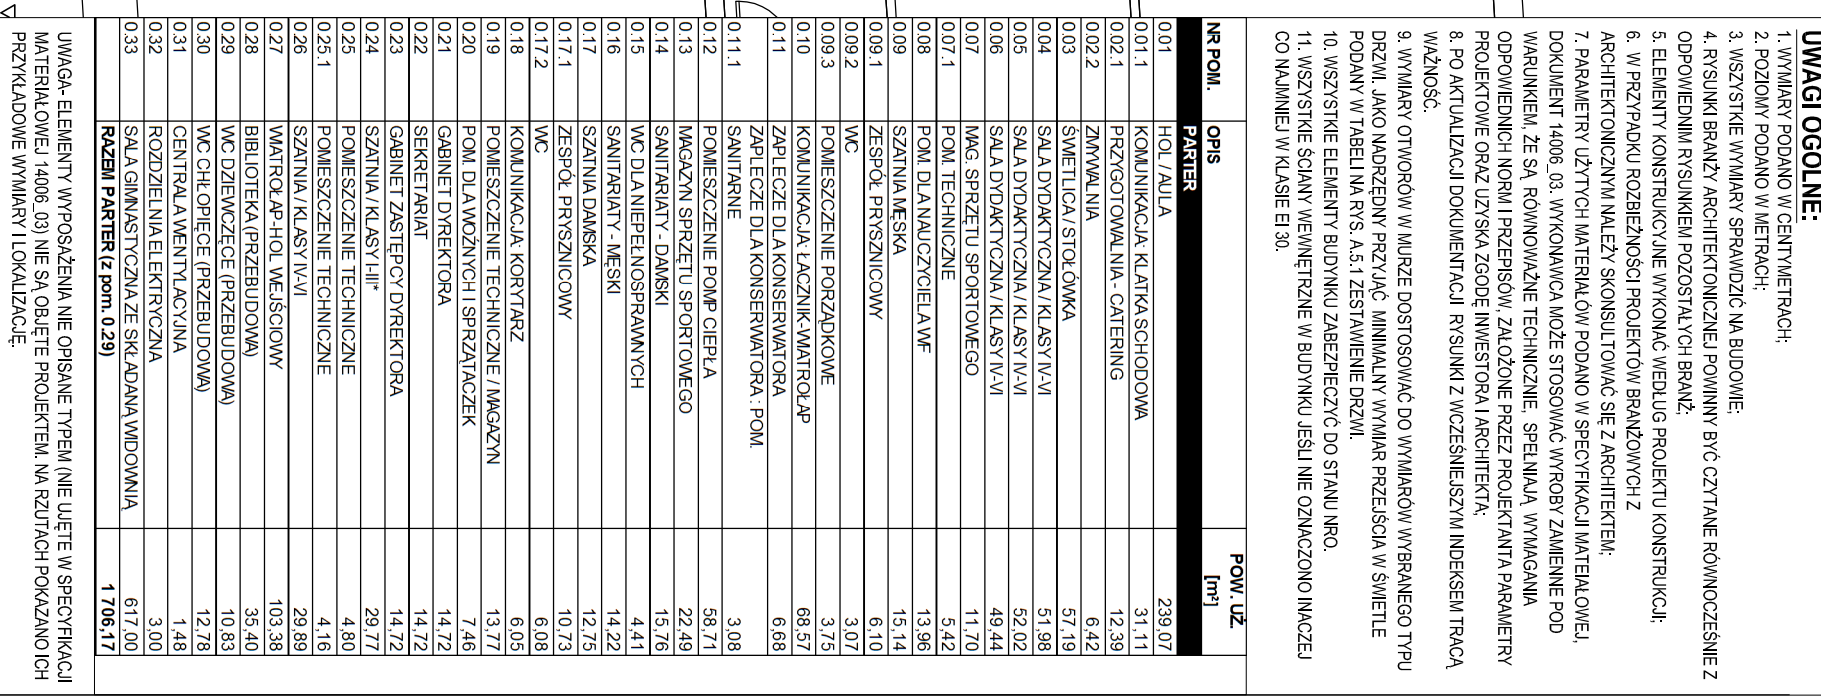 UWAGI OGÓLNE:
1. WYMIARY PODANO W CENTYMETRACH;
2. POZIOMY PODANO W METRACH;
3. WSZYSTKIE WYMIARY SPRAWDZIĆ NA BUDOWIE;
4. RYSUNKI BRANŻY ARCHITEKTONICZNEJ POWINNY BYĆ CZYTANE RÓWNOCZEŚNIE Z
ODPOWIEDNIM RYSUNKIEM POZOSTAŁYCH BRANŻ;
5. ELEMENTY KONSTRUKCYJNE WYKONAĆ WEDŁUG PROJEKTU KONSTRUKCJI;
6. W PRZYPADKU ROZBIEŻNOŚCI PROJEKTÓW BRANŻOWYCH Z
ARCHITEKTONICZNYM NALEŻY SKONSULTOWAĆ SIĘ Z ARCHITEKTEM;
7. PARAMETRY UŻYTYCH MATERIAŁÓW PODANO W SPECYFIKACJI MATEIAŁOWEJ,
DOKUMENT 14006_03. WYKONAWCA MOŻE STOSOWAĆ WYROBY ZAMIENNE POD
WARUNKIEM, ŻE SĄ RÓWNOWAŻNE TECHNICZNIE, SPEŁNIAJĄ WYMAGANIA
ODPOWIEDNICH NORM I PRZEPISÓW, ZAŁOŻONE PRZEZ PROJEKTANTA PARAMETRY
PROJEKTOWE ORAZ UZYSKA ZGODĘ INWESTORA I ARCHITEKTA;
8. PO AKTUALIZACJI DOKUMENTACJI RYSUNKI Z WCZEŚNIEJSZYM INDEKSEM TRACĄ
WAŻNOŚĆ.
9. WYMIARY OTWORÓW W MURZE DOSTOSOWAĆ DO WYMIARÓW WYBRANEGO TYPU
DRZWI. JAKO NADRZĘDNY PRZYJĄĆ MINIMALNY WYMIAR PRZEJŚCIA W ŚWIETLE
PODANY W TABELI NA RYS. A.5.1 ZESTAWIENIE DRZWI.
10. WSZYSTKIE ELEMENTY BUDYNKU ZABEZPIECZYĆ DO STANU NRO.
11. WSZYSTKIE ŚCIANY WEWNĘTRZNE W BUDYNKU JEŚLI NIE OZNACZONO INACZEJ
CO NAJMNIEJ W KLASIE EI 30.
NR POM. OPIS POW. UŻ. [m²]
PARTER
0.01 HOL / AULA 239,07
0.01.1 KOMUNIKACJA: KLATKA SCHODOWA 31,11
0.02.1 PRZYGOTOWALNIA - CATERING 12,39
0.02.2 ZMYWALNIA 6,42
0.03 ŚWIETLICA / STOŁÓWKA 57,19
0.04 SALA DYDAKTYCZNA / KLASY IV-VI 51,98
0.05 SALA DYDAKTYCZNA / KLASY IV-VI 52,02
0.06 SALA DYDAKTYCZNA / KLASY IV-VI 49,44
0.07 MAG. SPRZĘTU SPORTOWEGO 11,70
0.07.1 POM. TECHNICZNE 5,42
0.08 POM. DLA NAUCZYCIELA WF 13,96
0.09 SZATNIA MĘSKA 15,14
0.09.1 ZESPÓŁ PRYSZNICOWY 6,10
0.09.2 WC 3,07
0.09.3 POMIESZCZENIE PORZĄDKOWE 3,75
0.10 KOMUNIKACJA: ŁĄCZNIK-WIATROŁAP 68,57
0.11 ZAPLECZE DLA KONSERWATORA 6,68
0.11.1 ZAPLECZE DLA KONSERWATORA : POM.
SANITARNE 3,08
0.12 POMIESZCZENIE POMP CIEPŁA 58,71
0.13 MAGAZYN SPRZĘTU SPORTOWEGO 22,49
0.14 SANITARIATY - DAMSKI 15,76
0.15 WC DLA NIEPEŁNOSPRAWNYCH 4,41
0.16 SANITARIATY - MĘSKI 14,22
0.17 SZATNIA DAMSKA 12,75
0.17.1 ZESPÓŁ PRYSZNICOWY 10,73
0.17.2 WC 6,08
0.18 KOMUNIKACJA: KORYTARZ 6,05
0.19 POMIESZCZENIE TECHNICZNE / MAGAZYN 13,77
0.20 POM. DLA WOŹNYCH I SPRZĄTACZEK 7,46
0.21 GABINET DYREKTORA 14,72
0.22 SEKRETARIAT 14,72
0.23 GABINET ZASTĘPCY DYREKTORA 14,72
0.24 SZATNIA / KLASY I-III* 29,77
0.25 POMIESZCZENIE TECHNICZNE 4,80
0.25.1 POMIESZCZENIE TECHNICZNE 4,16
0.26 SZATNIA / KLASY IV-VI 29,89
0.27 WIATROŁAP-HOL WEJŚCIOWY 103,38
0.28 BIBLIOTEKA (PRZEBUDOWA) 35,40
0.29 WC DZIEWCZĘCE (PRZEBUDOWA) 10,83
0.30 WC CHŁOPIĘCE (PRZEBUDOWA) 12,78
0.31 CENTRALA WENTYLACYJNA 1,48
0.32 ROZDZIELNIA ELEKTRYCZNA 3,00
0.33 SALA GIMNASTYCZNA ZE SKŁADANĄ WIDOWNIĄ 617,00
RAZEM PARTER (z pom. 0.29) 1 706,17
UWAGA- ELEMENTY WYPOSAŻENIA NIE OPISANE TYPEM (NIE UJĘTE W SPECYFIKACJI
MATERIAŁOWEJ 14006_03) NIE SĄ OBJĘTE PROJEKTEM. NA RZUTACH POKAZANO ICH
PRZYKŁADOWE WYMIARY I LOKALIZACJĘ.